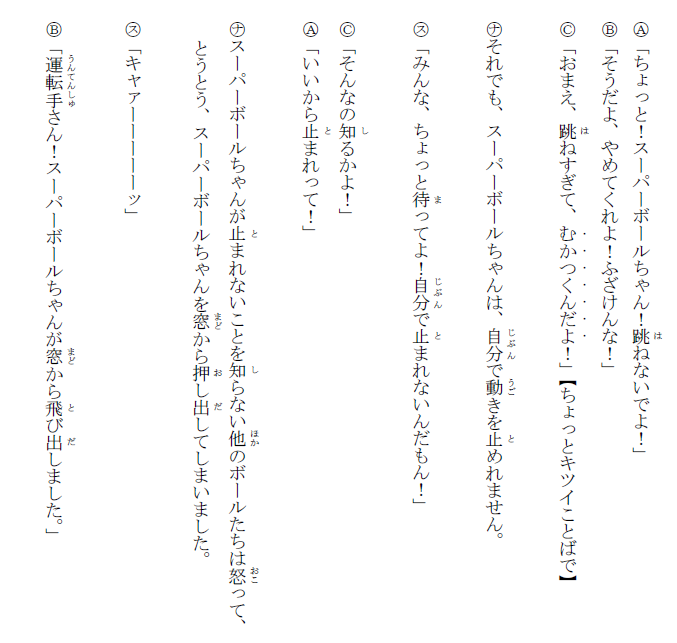 Ⓐ「ちょっと！スーパーボールちゃん！跳ねないでよ！」
Ⓑ「そうだよ、やめてくれよ！ふざけんな！」
Ⓒ「おまえ、跳ねすぎて、むかつくんだよ！」【ちょっとキツイことばで】
㋤それでも、スーパーボールちゃんは、自分で動きを止めれません。
㋜「みんな、ちょっと待ってよ！自分で止まれないんだもん！」
Ⓒ「そんなの知るかよ！」
Ⓐ「いいから止まれって！」
㋤スーパーボールちゃんが止まれないことを知らない他のボールたちは怒って、
とうとう、スーパーボールちゃんを窓から押し出してしまいました。
㋜「キャァーーーーーッ」
Ⓑ「運転手さん！スーパーボールちゃんが窓から飛び出しました。」